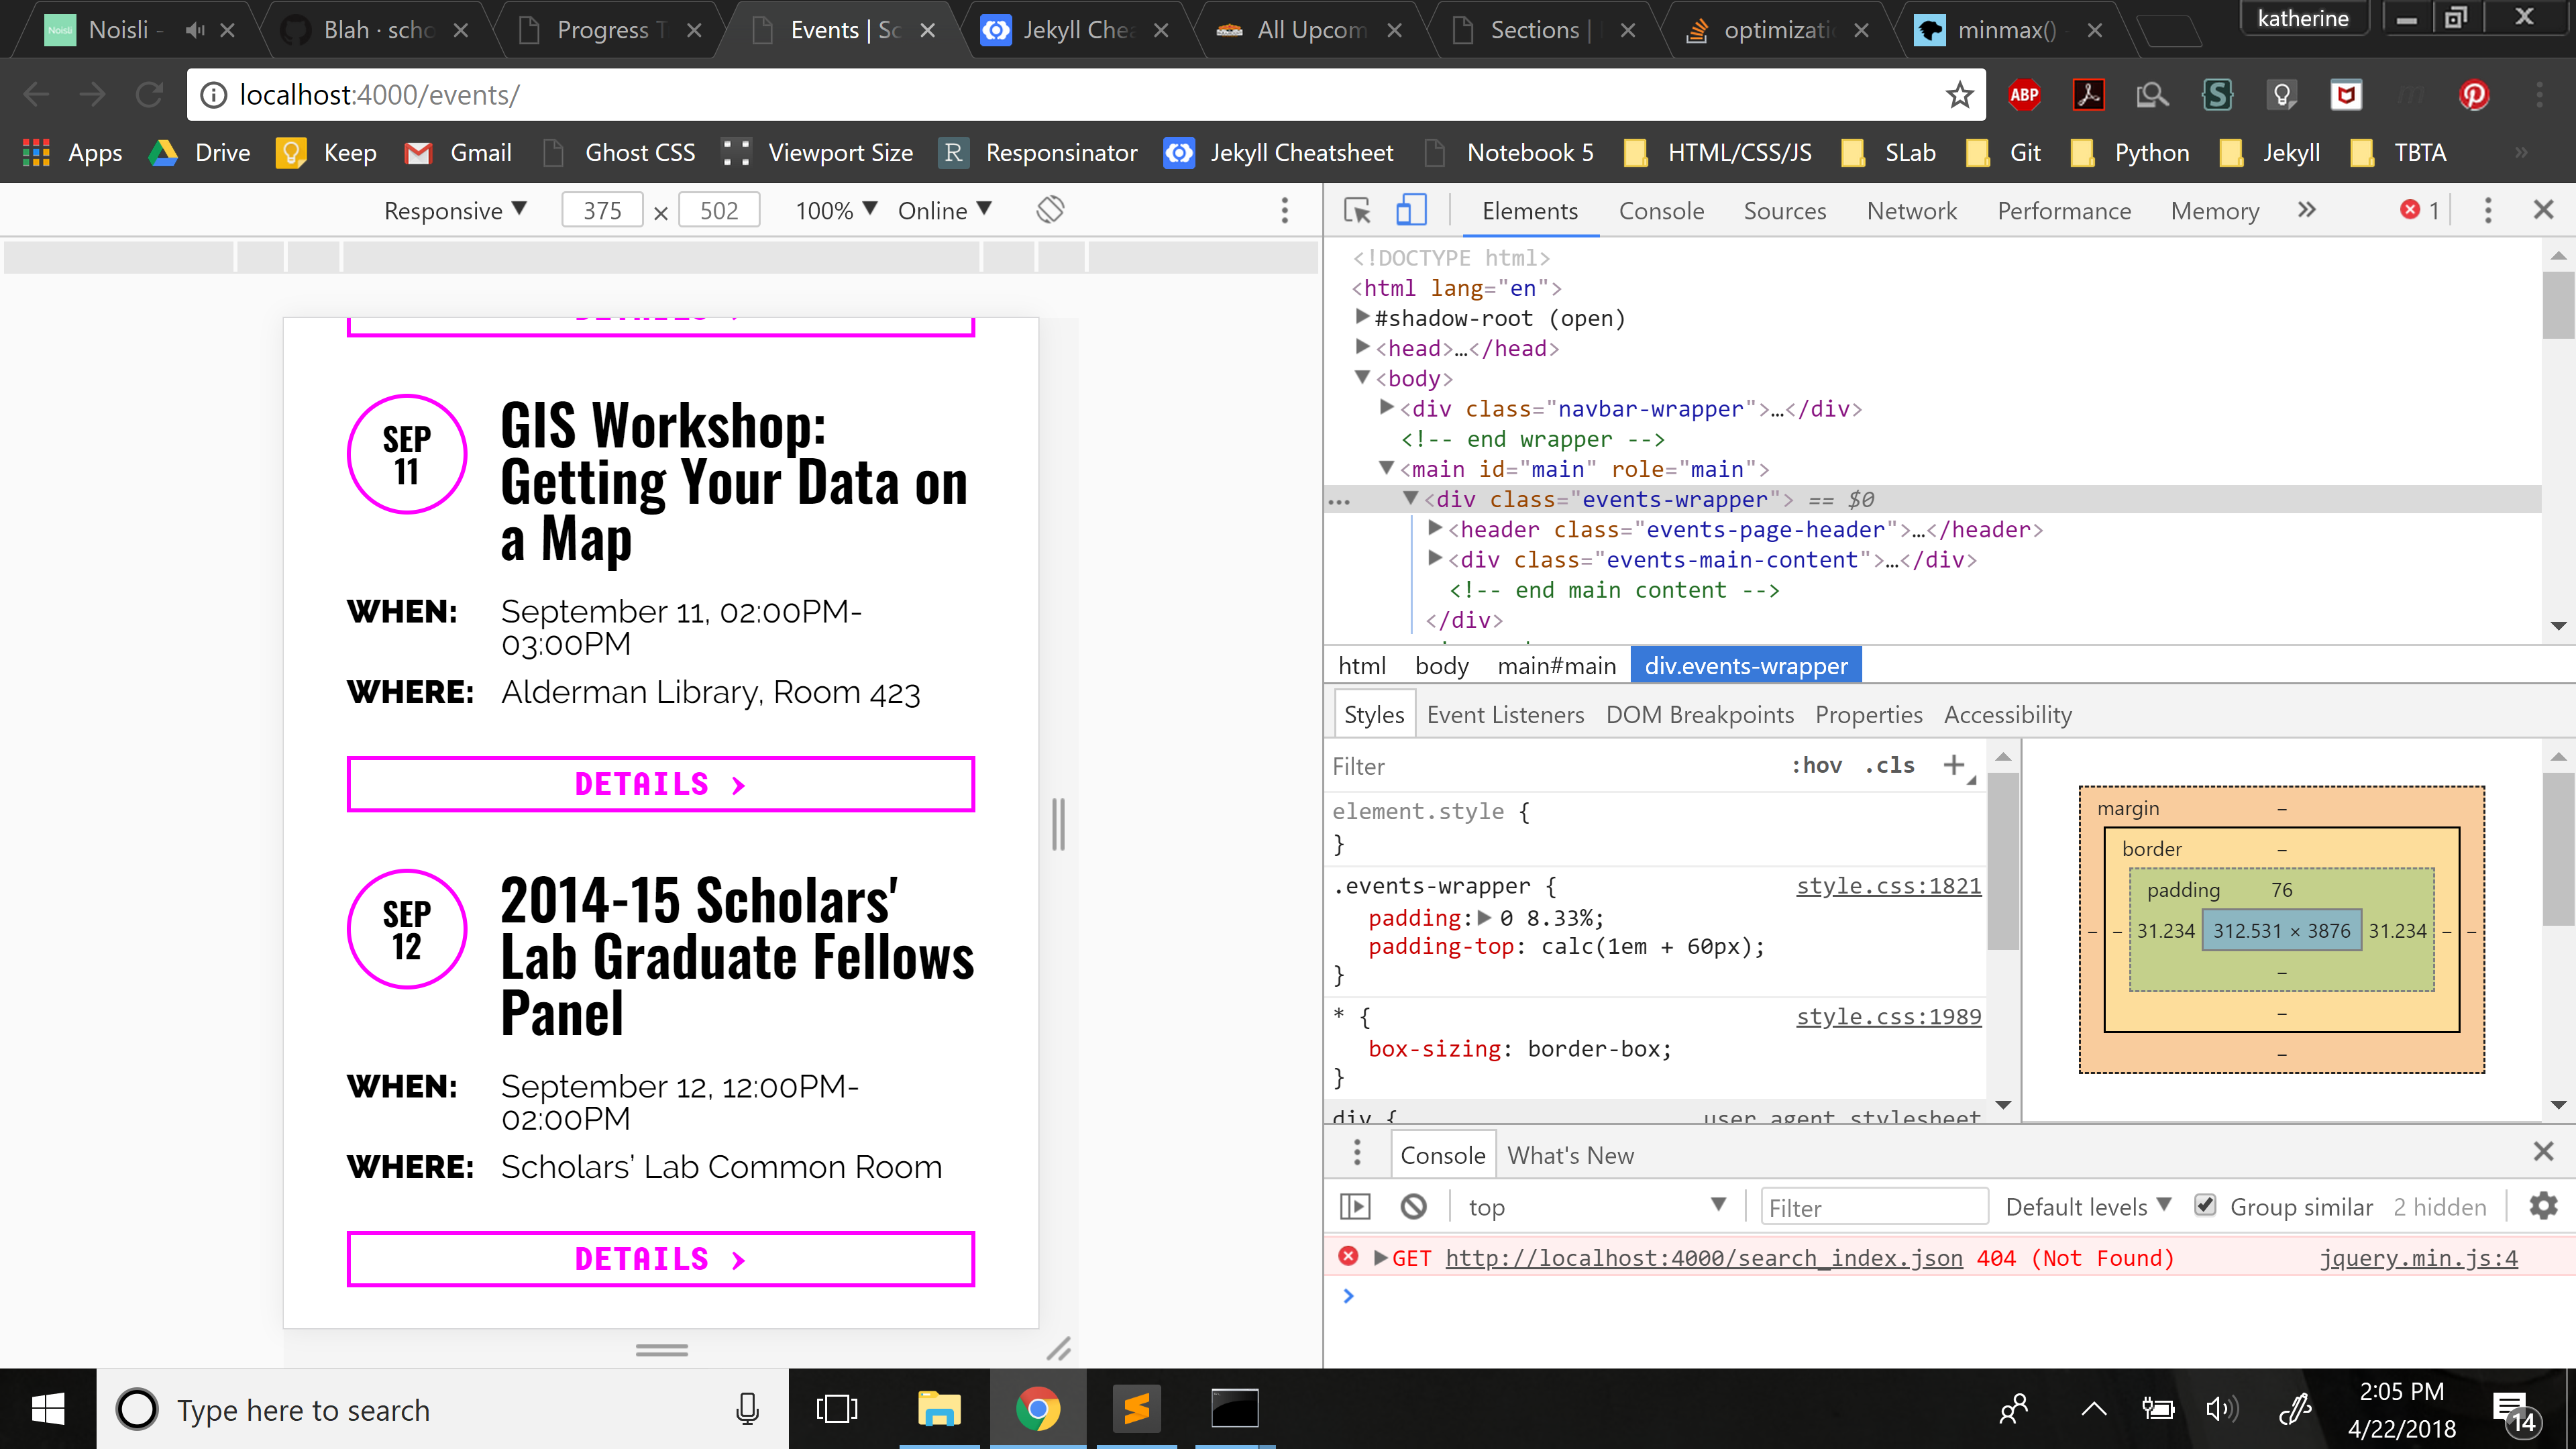 Noisli -
Blah · scho
Progress T
Events | Sc
Jekyll Chea
All Upcom
Sections |
optimizatio
minmax()
katherine
localhost:4000/events/
ABP
Apps
Drive
Keep
Gmail
Ghost CSS
Viewport Size
R
Responsinator
Jekyll Cheatsheet
Notebook 5
HTML/CSS/JS
SLab
Git
Python
Jekyll
TBTA
»
Responsive ▼ 375 × 502 100% ▼ Online ▼
Elements Console Sources Network Performance Memory » 1
DETAILS ›
SEP
11
GIS Workshop:
Getting Your Data on
a Map
WHEN: September 11, 02:00PM-
03:00PM
WHERE: Alderman Library, Room 423
DETAILS ›
SEP
12
2014-15 Scholars'
Lab Graduate Fellows
Panel
WHEN: September 12, 12:00PM-
02:00PM
WHERE: Scholars’ Lab Common Room
DETAILS ›
<!DOCTYPE html>
<html lang="en">
▶#shadow-root (open)
▶<head>…</head>
▼<body>
▶<div class="navbar-wrapper">…</div>
<!-- end wrapper -->
▼<main id="main" role="main">
… ▼<div class="events-wrapper"> == $0
▶<header class="events-page-header">…</header>
▶<div class="events-main-content">…</div>
<!-- end main content -->
</div>
html body main#main div.events-wrapper
Styles Event Listeners DOM Breakpoints Properties Accessibility
Filter :hov .cls +
element.style {
}
.events-wrapper { style.css:1821
padding:▶ 0 8.33%;
padding-top: calc(1em + 60px);
}
* { style.css:1989
box-sizing: border-box;
}
div { user agent stylesheet
margin –
border –
padding 76
– – 31.234 312.531 × 3876 31.234 – –
–
–
–
Console What's New
top ▼ Filter Default levels ▼ Group similar 2 hidden
▶GET http://localhost:4000/search_index.json 404 (Not Found) jquery.min.js:4
Type here to search
2:05 PM
4/22/2018
14